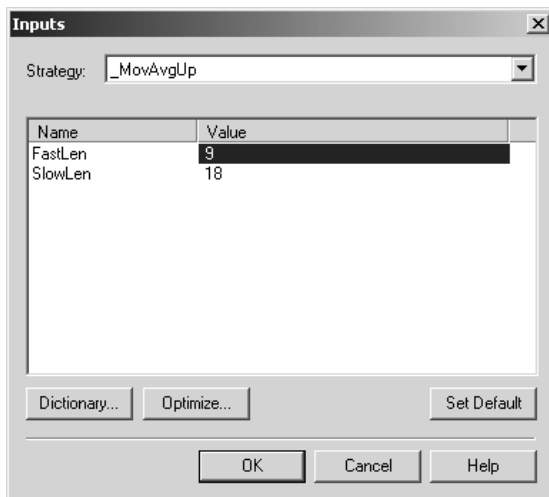 Inputs
Strategy: _MovAvgUp
Name Value
FastLen 9
SlowLen 18
Dictionary... Optimize... Set Default
OK Cancel Help